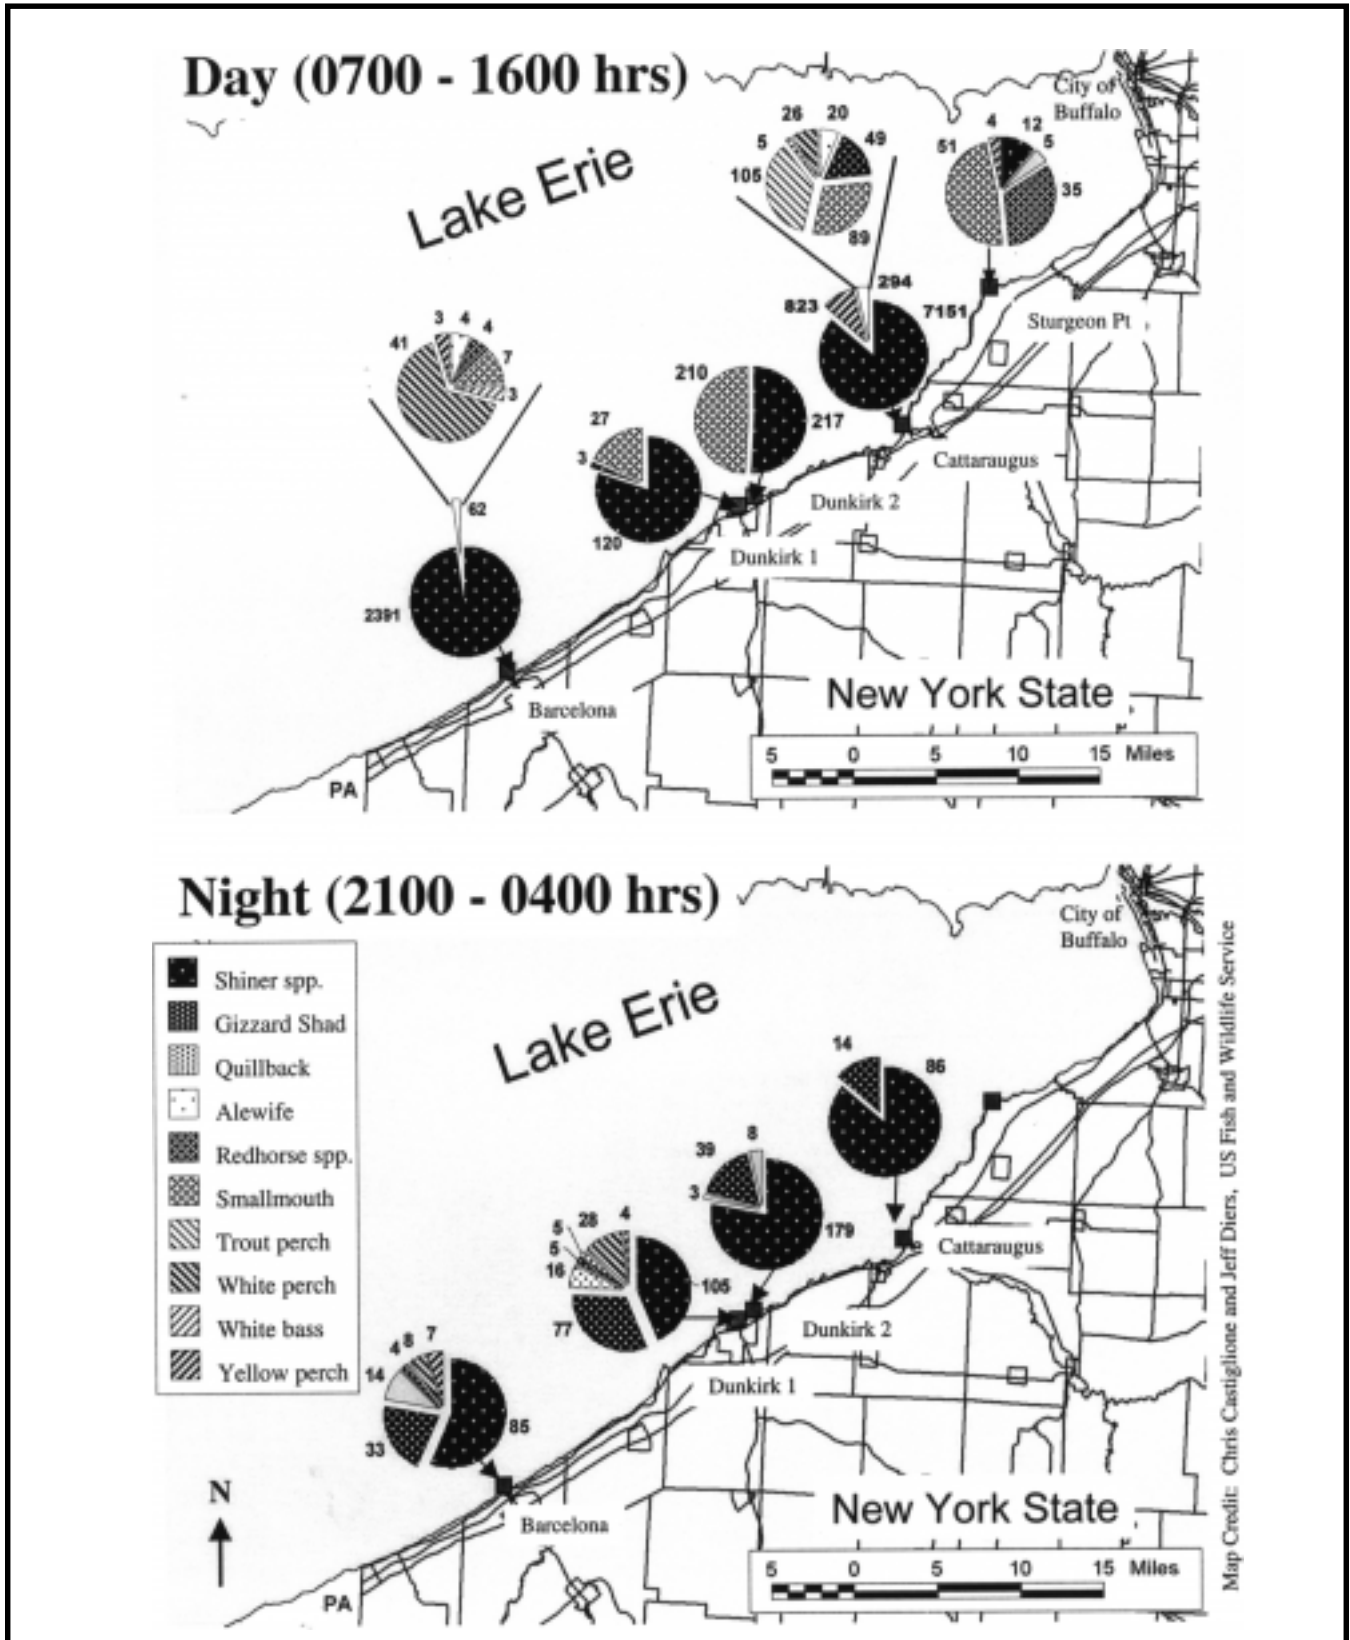 Day (0700 - 1600 hrs)
City of
Buffalo
Lake Erie
26 20
5 49
105
89
4 12
51 5
35
294
823 7151
Sturgeon Pt
3 4 4
41 7
3
210
217
27
3
120
Cattaraugus
Dunkirk 2
Dunkirk 1
62
2391
Barcelona
New York State
5 0 5 10 15 Miles
PA
Night (2100 - 0400 hrs)
City of
Buffalo
Lake Erie
Shiner spp.
Gizzard Shad
Quillback
Alewife
Redhorse spp.
Smallmouth
Trout perch
White perch
White bass
Yellow perch
14 86
39 8
3
179
5 28 4
5
16 105
77
4 8 7
14
85
33
Cattaraugus
Dunkirk 2
Dunkirk 1
Barcelona
N
New York State
5 0 5 10 15 Miles
PA
Map Credit: Chris Castiglione and Jeff Diers, US Fish and Wildlife Service